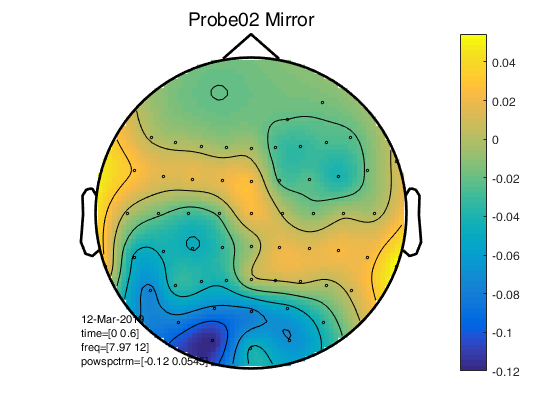 Probe02 Mirror
0.04
0.02
0
-0.02
-0.04
-0.06
-0.08
-0.1
-0.12
12-Mar-2019
time=[0 0.6]
freq=[7.97 12]
powspctrm=[-0.12 0.0545]